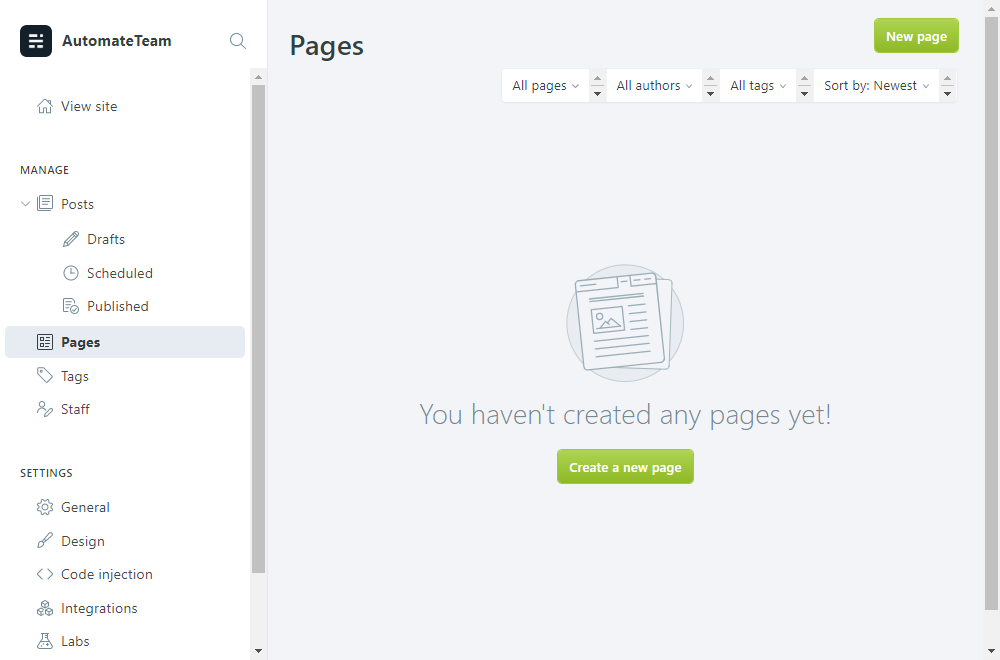 AutomateTeam
View site
MANAGE
Posts
Drafts
Scheduled
Published
Pages
Tags
Staff
SETTINGS
General
Design
Code injection
Integrations
Labs
Pages
New page
All pages
All authors
All tags
Sort by: Newest
You haven't created any pages yet!
Create a new page